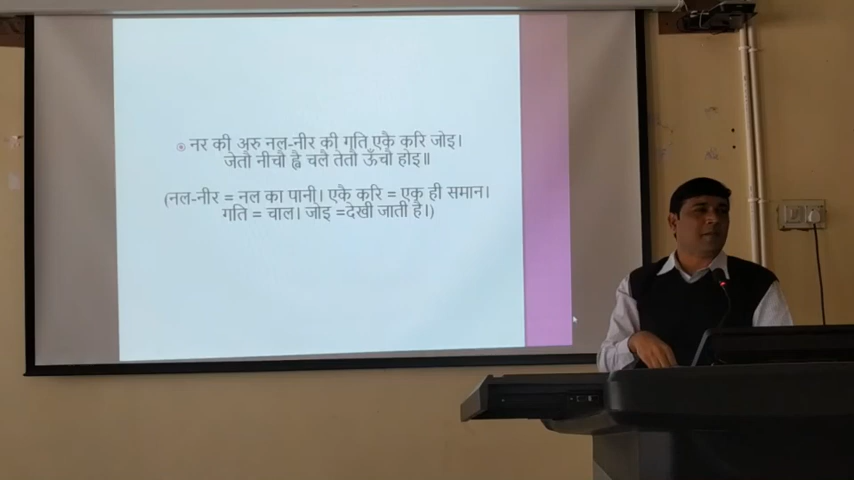 नर की अरु नल-नीर की गति एकै करि जोइ।
जेतौ नीचौ ह्वै चलै तेतौ ऊँचौ होइ॥
(नल-नीर = नल का पानी। एकै करि = एक ही समान।
गति = चाल। जोइ =देखी जाती है।)